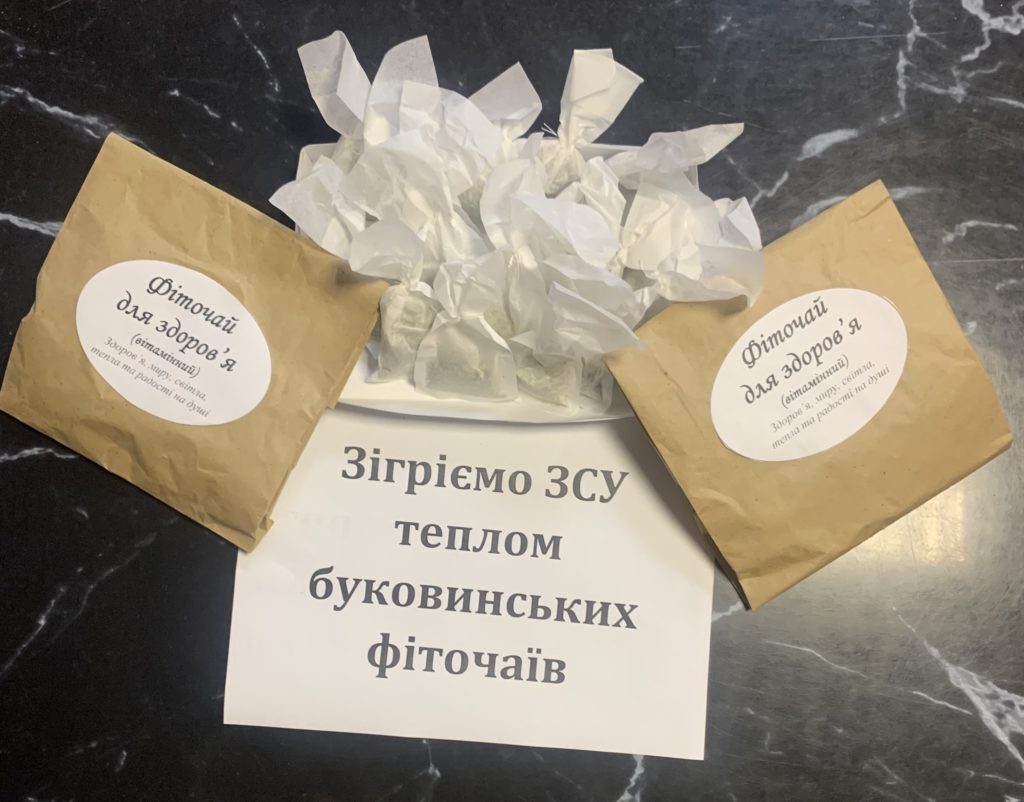 Фіточай
для здоров’я
(вітамінний)
Здоров`я, миру, світла,
тепла та радості на душі
Фіточай
для здоров’я
(вітамінний)
Здоров`я, миру, світла,
тепла та радості на душі
Зігріємо ЗСУ
теплом
буковинських
фіточаїв